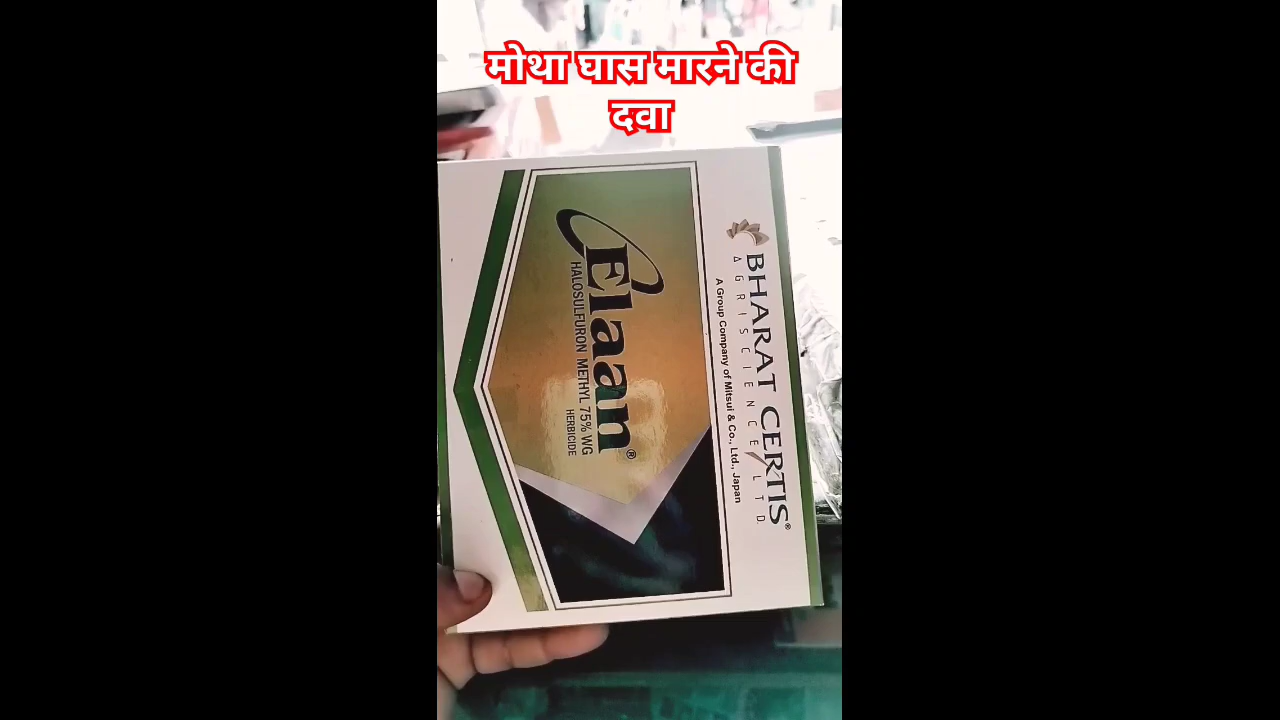 मोथा घास मारने की
दवा
BHARAT CERTIS®
AGRISCIENCE LTD.
A Group Company of Mitsui & Co., Ltd., Japan
Elaan®
HALOSULFURON METHYL 75% WG
HERBICIDE